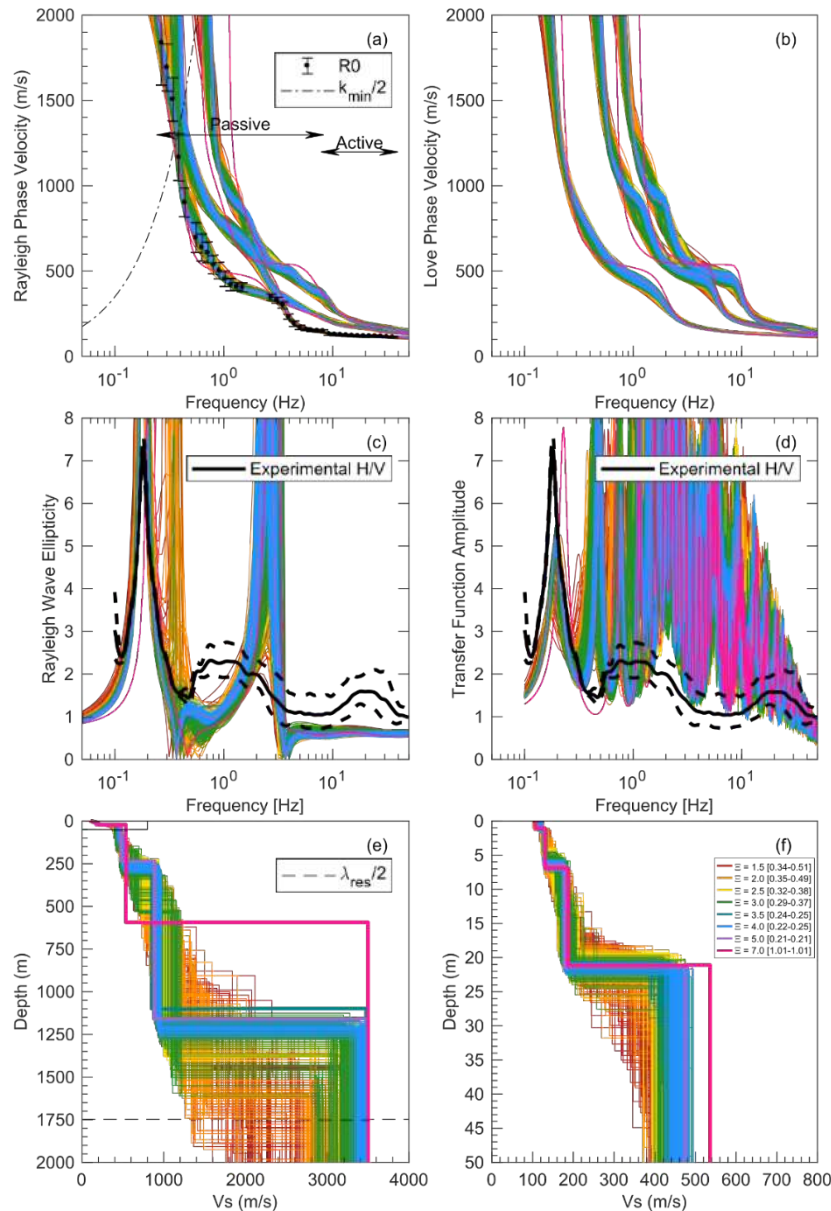 2000
1500
1000
500
0
Rayleigh Phase Velocity (m/s)
(a)
R0
k_min/2
Passive
Active
10^-1
10^0
10^1
Frequency (Hz)
2000
1500
1000
500
0
Love Phase Velocity (m/s)
(b)
10^-1
10^0
10^1
Frequency (Hz)
8
7
6
5
4
3
2
1
0
Rayleigh Wave Ellipticity
(c)
Experimental H/V
10^-1
10^0
10^1
Frequency [Hz]
8
7
6
5
4
3
2
1
0
Transfer Function Amplitude
(d)
Experimental H/V
10^-1
10^0
10^1
Frequency [Hz]
0
250
500
750
1000
1250
1500
1750
2000
Depth (m)
(e)
λ_res/2
0
1000
2000
3000
4000
Vs (m/s)
0
5
10
15
20
25
30
35
40
45
50
Depth (m)
(f)
Ξ = 1.5 [0.34-0.51]
Ξ = 2.0 [0.35-0.49]
Ξ = 2.5 [0.32-0.38]
Ξ = 3.0 [0.29-0.37]
Ξ = 3.5 [0.24-0.25]
Ξ = 4.0 [0.22-0.25]
Ξ = 5.0 [0.21-0.21]
Ξ = 7.0 [1.01-1.01]
0 100 200 300 400 500 600 700 800
Vs (m/s)